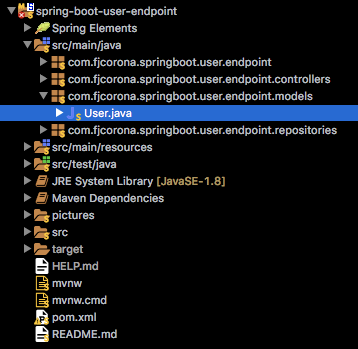 spring-boot-user-endpoint
Spring Elements
src/main/java
com.fjcorona.springboot.user.endpoint
com.fjcorona.springboot.user.endpoint.controllers
com.fjcorona.springboot.user.endpoint.models
User.java
com.fjcorona.springboot.user.endpoint.repositories
src/main/resources
src/test/java
JRE System Library [JavaSE-1.8]
Maven Dependencies
pictures
src
target
HELP.md
mvnw
mvnw.cmd
pom.xml
README.md